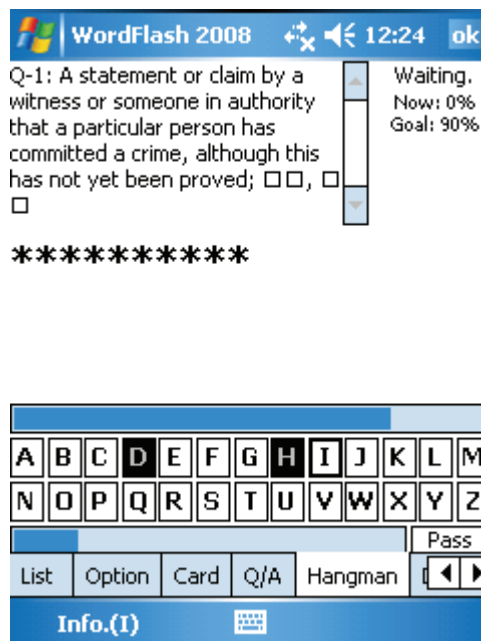 WordFlash 2008 12:24 ok
Q-1: A statement or claim by a
witness or someone in authority
that a particular person has
committed a crime, although this
has not yet been proved; □□, □
□
Waiting.
Now: 0%
Goal: 90%
**********
A B C D E F G H I J K L M
N O P Q R S T U V W X Y Z
Pass
List Option Card Q/A Hangman
Info.(I)